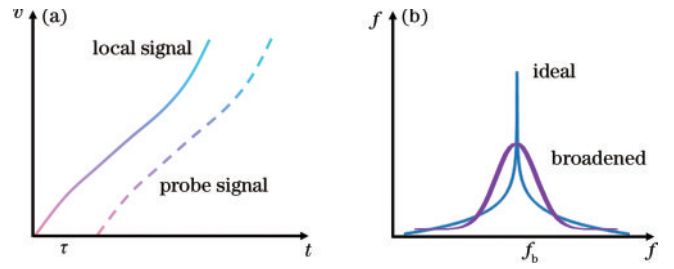 v (a)
local signal
probe signal
τ
t
f (b)
ideal
broadened
f_b
f